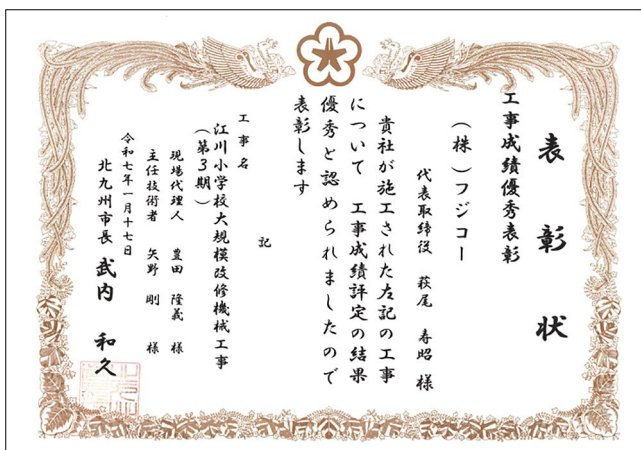 表彰状
工事成績優秀表彰
(株)フジコー
代表取締役 萩尾 寿昭 様
貴社が施工された左記の工事
について 工事成績評定の結果
優秀と認められましたので
表彰します
記
工事名
江川小学校大規模改修機械工事
(第3期)
現場代理人 豊田 隆義 様
主任技術者 矢野 剛 様
令和七年一月十七日
北九州市長 武内 和久